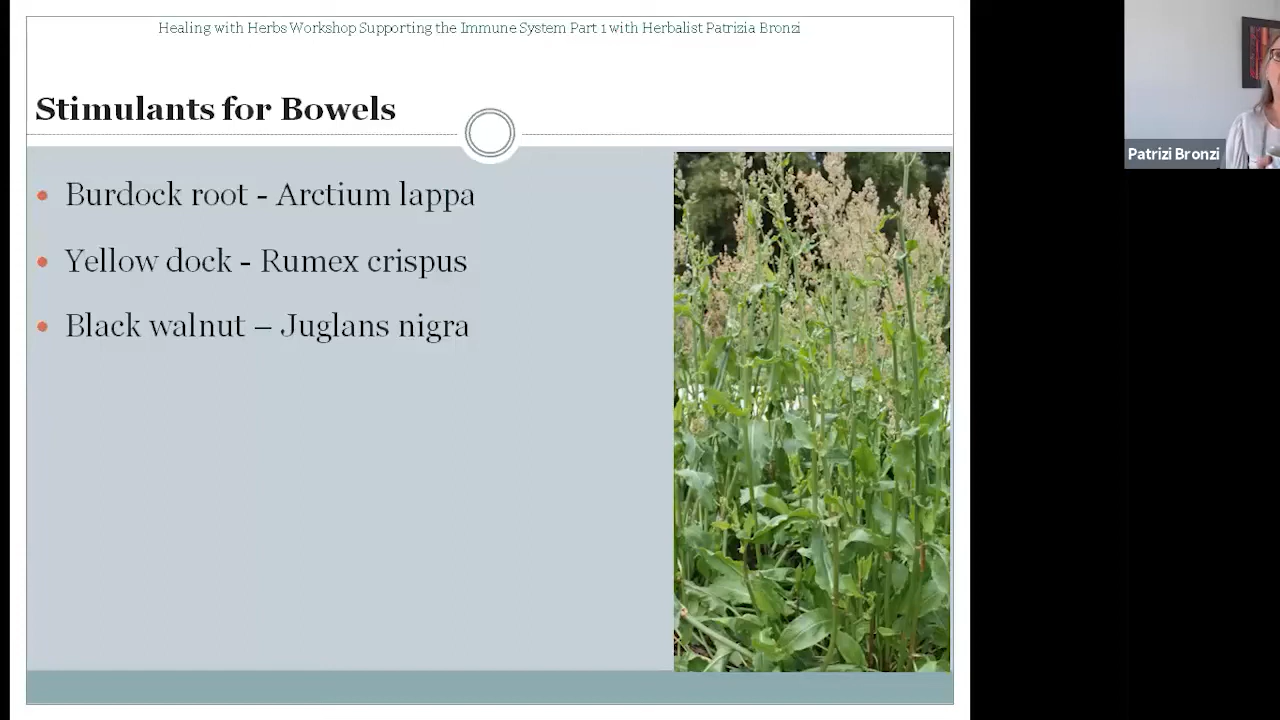 Healing with Herbs Workshop Supporting the Immune System Part 1 with Herbalist Patrizia Bronzi
Stimulants for Bowels
• Burdock root - Arctium lappa
• Yellow dock - Rumex crispus
• Black walnut – Juglans nigra
Patrizi Bronzi